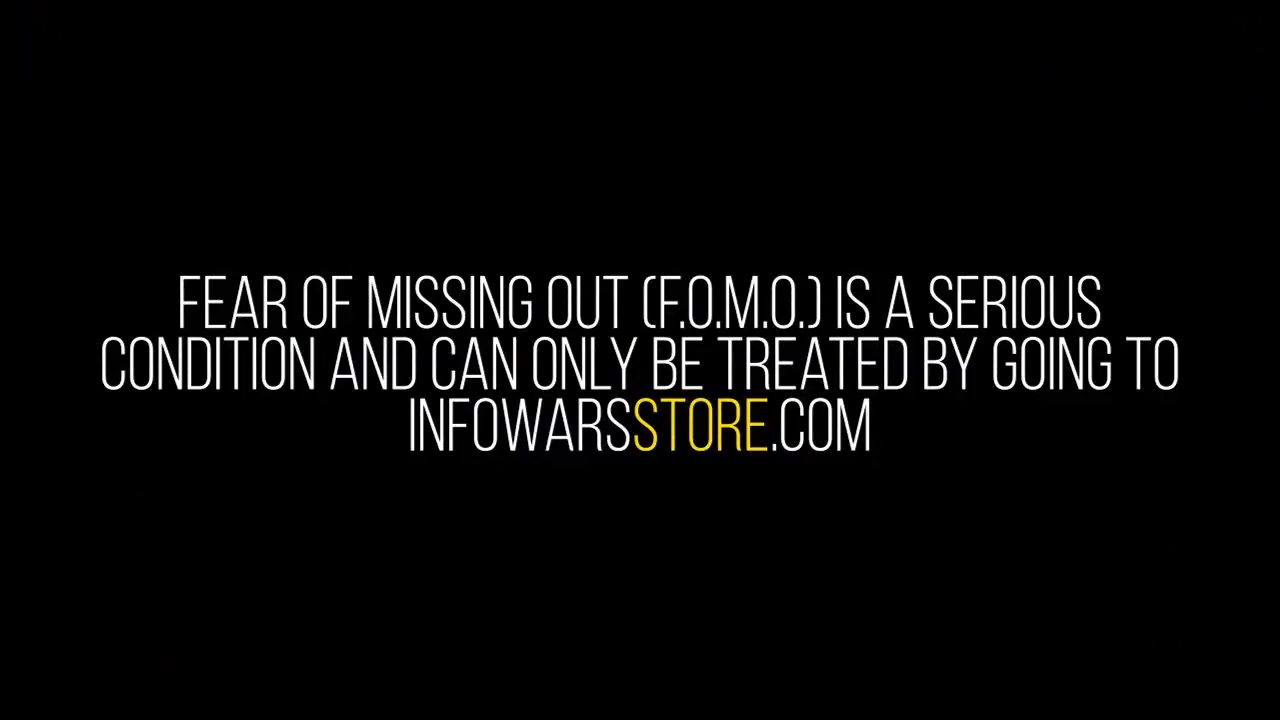 FEAR OF MISSING OUT (F.O.M.O.) IS A SERIOUS
CONDITION AND CAN ONLY BE TREATED BY GOING TO
INFOWARSSTORE.COM